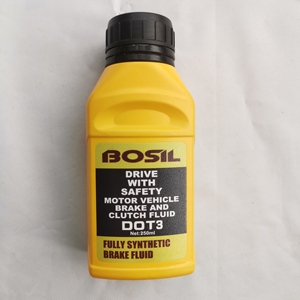 BOSIL
DRIVE
WITH
SAFETY
MOTOR VEHICLE
BRAKE AND
CLUTCH FLUID
DOT3
Net:250ml
FULLY SYNTHETIC
BRAKE FLUID